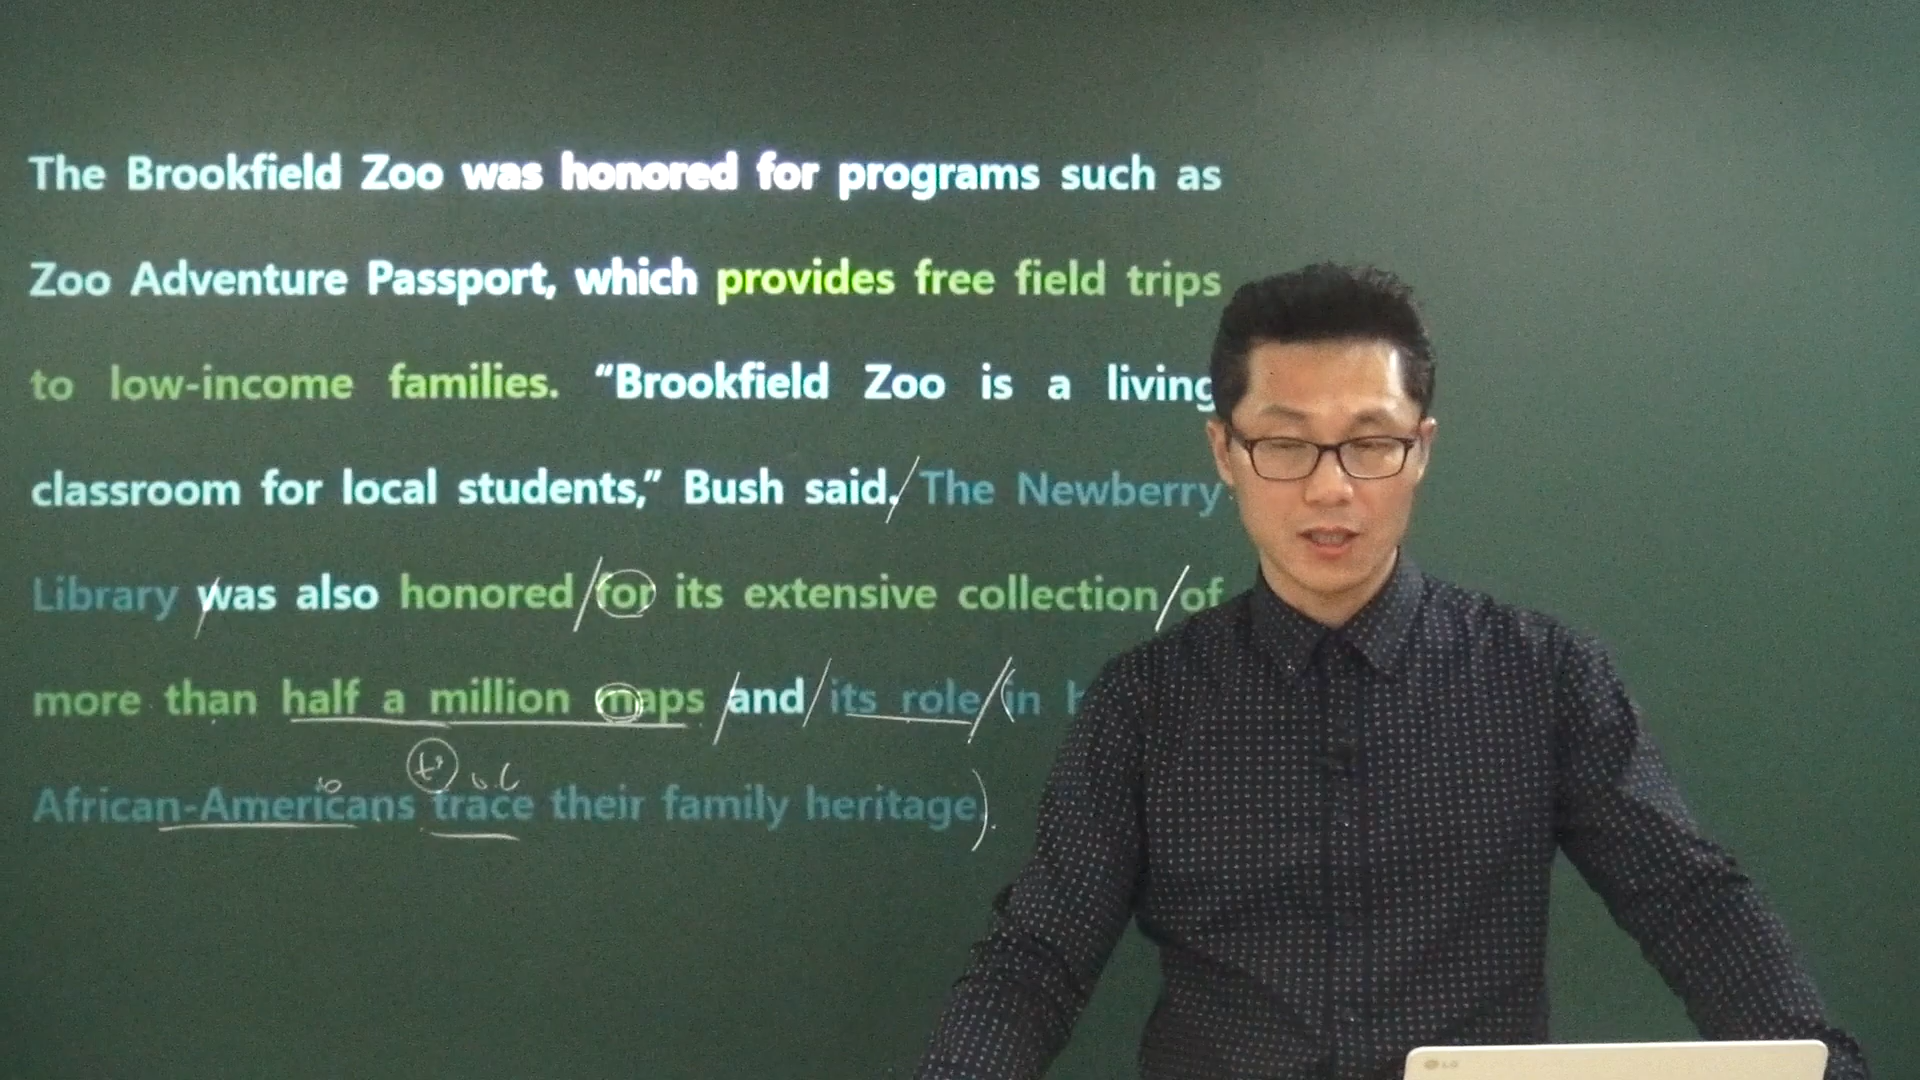 The Brookfield Zoo was honored for programs such as
Zoo Adventure Passport, which provides free field trips
to low-income families. “Brookfield Zoo is a living
classroom for local students,” Bush said. The Newberry
Library was also honored for its extensive collection of
more than half a million maps and its role in
African-Americans trace their family heritage.
LG